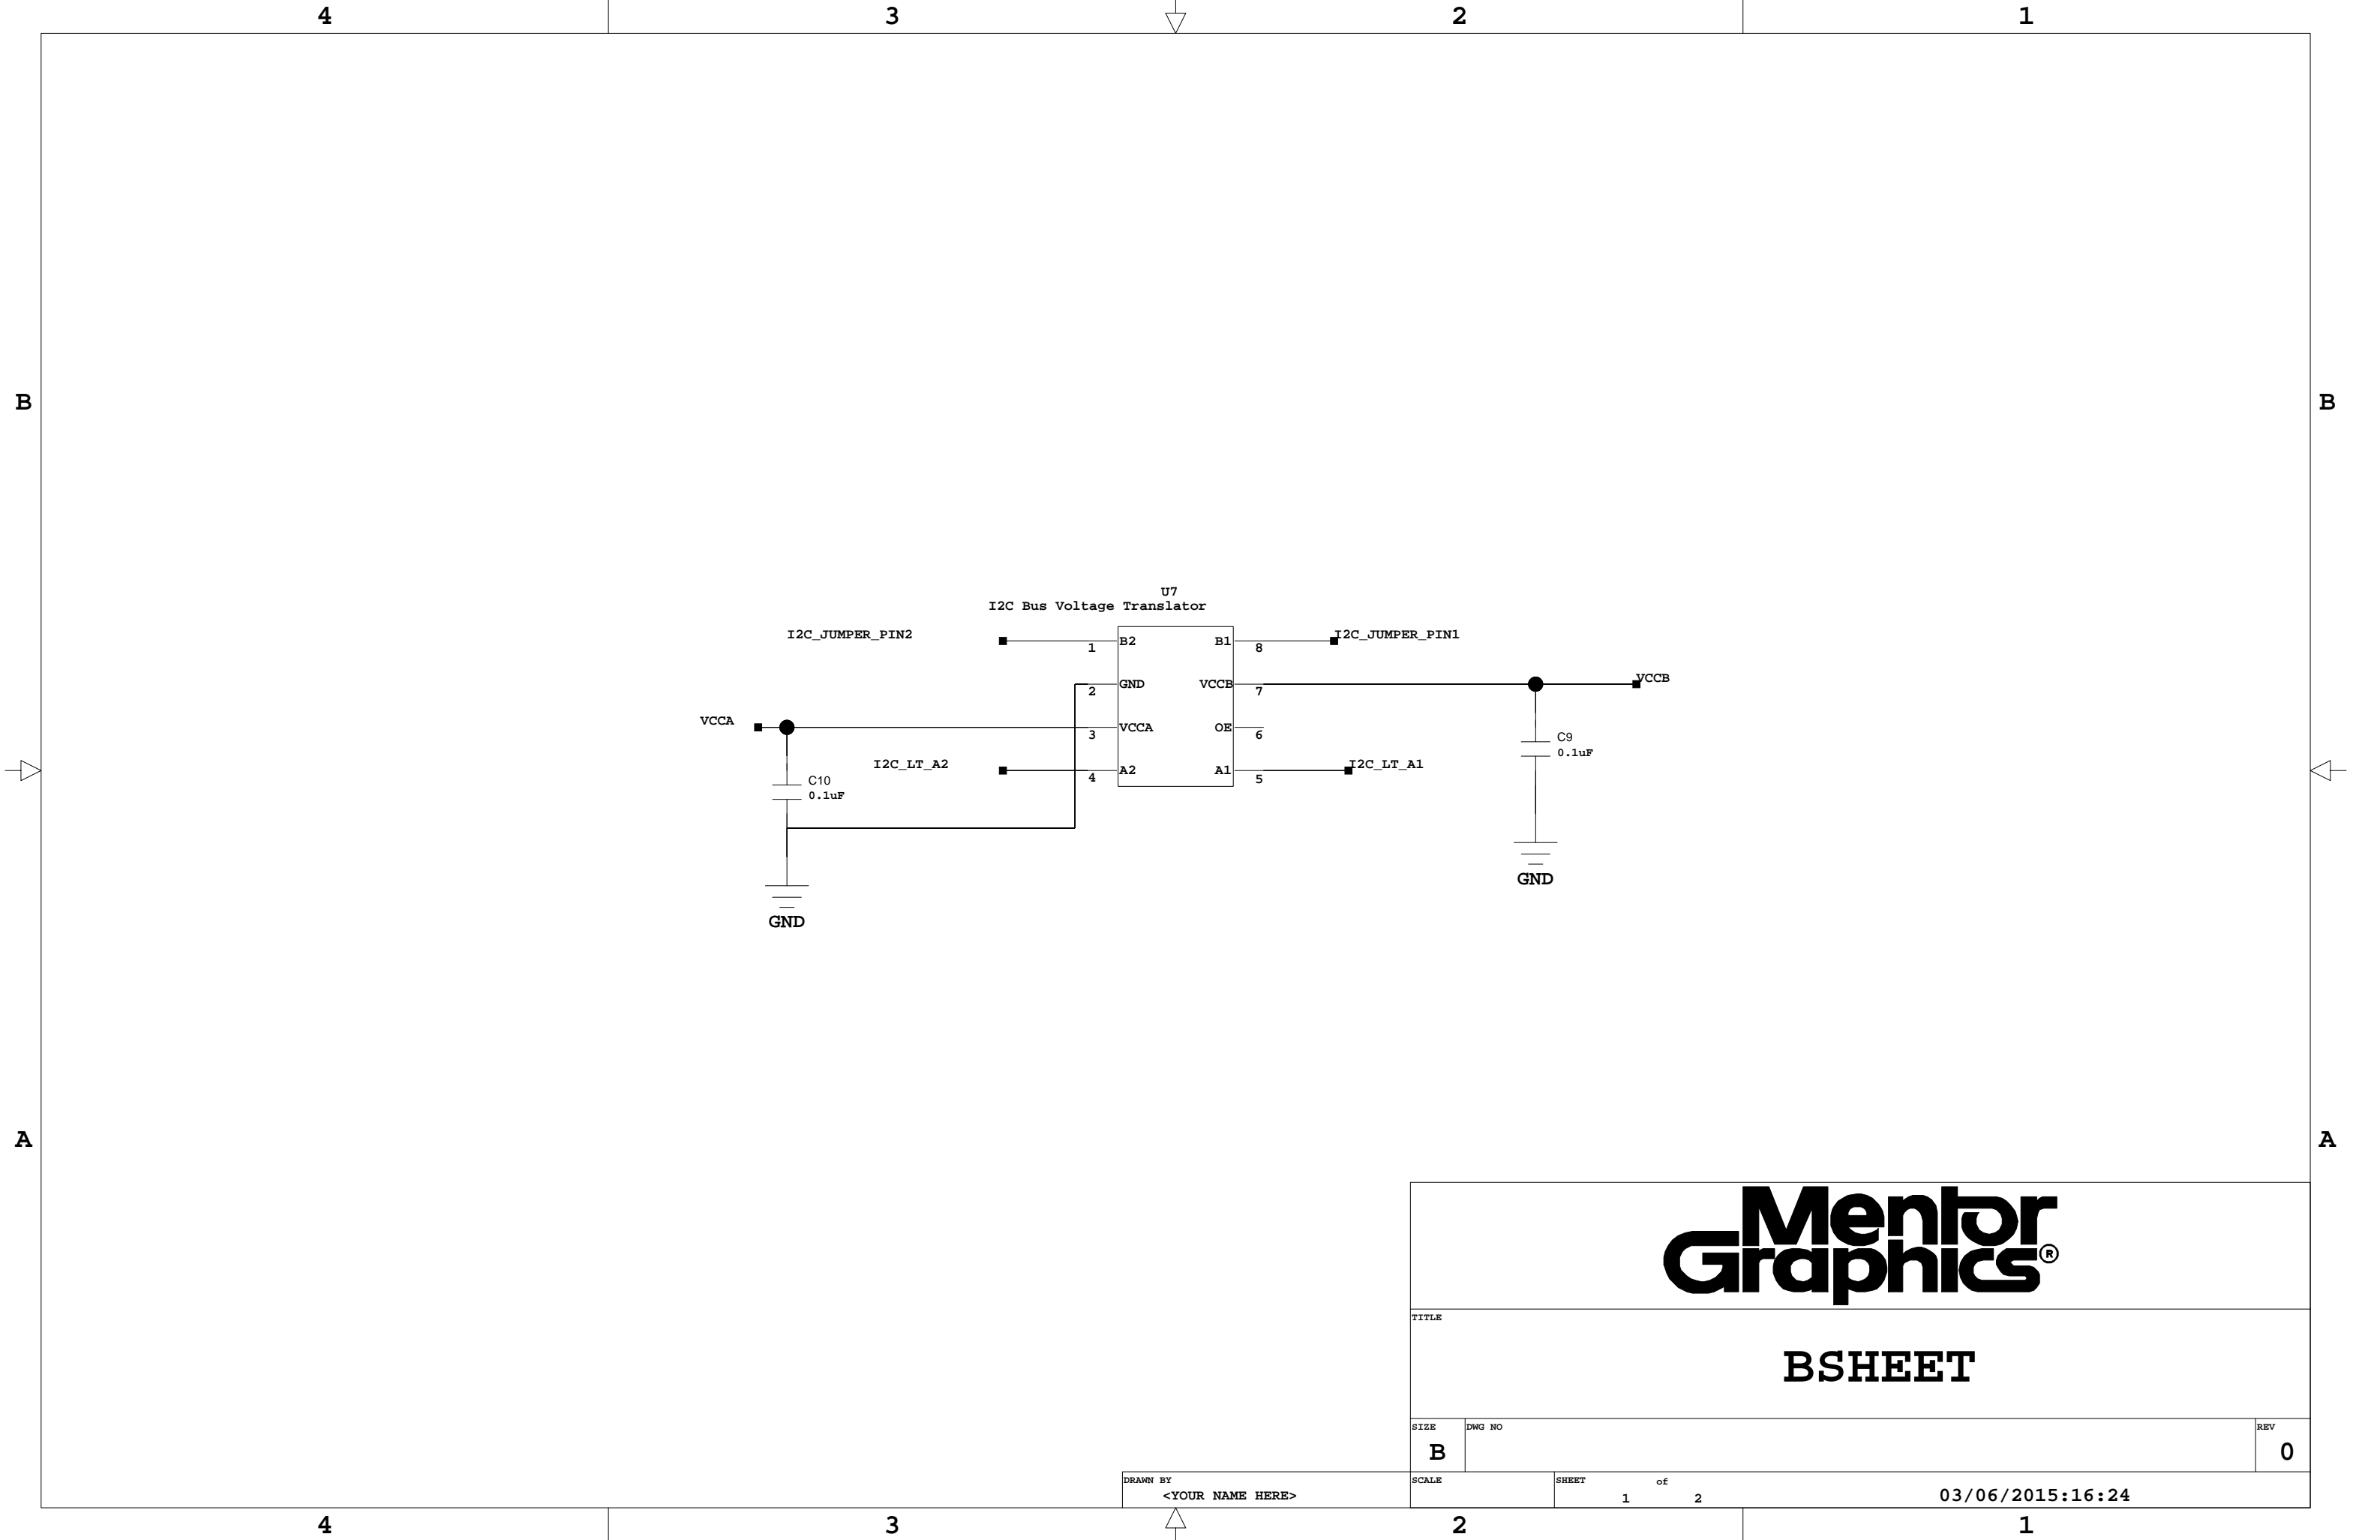 4 3 2 1
B B
U7
I2C Bus Voltage Translator
I2C_JUMPER_PIN2 1 B2 B1 8 I2C_JUMPER_PIN1
2 GND VCCB 7 VCCB
VCCA 3 VCCA OE 6
C9
0.1uF
I2C_LT_A2 4 A2 A1 5 I2C_LT_A1
C10
0.1uF
GND
GND
A A
Mentor
Graphics®
TITLE
BSHEET
SIZE DWG NO REV
B 0
DRAWN BY SCALE SHEET of
<YOUR NAME HERE> 1 2 03/06/2015:16:24
4 3 2 1